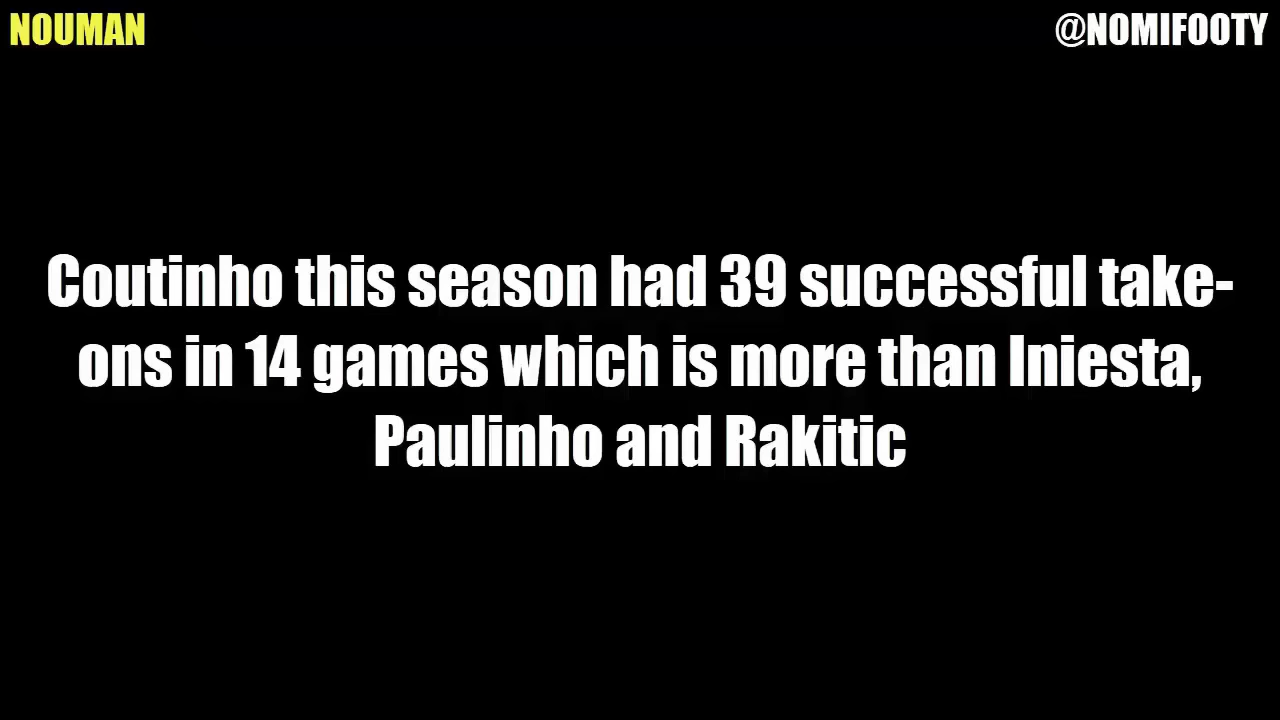 NOUMAN
@NOMIFOOTY
Coutinho this season had 39 successful take-
ons in 14 games which is more than Iniesta,
Paulinho and Rakitic